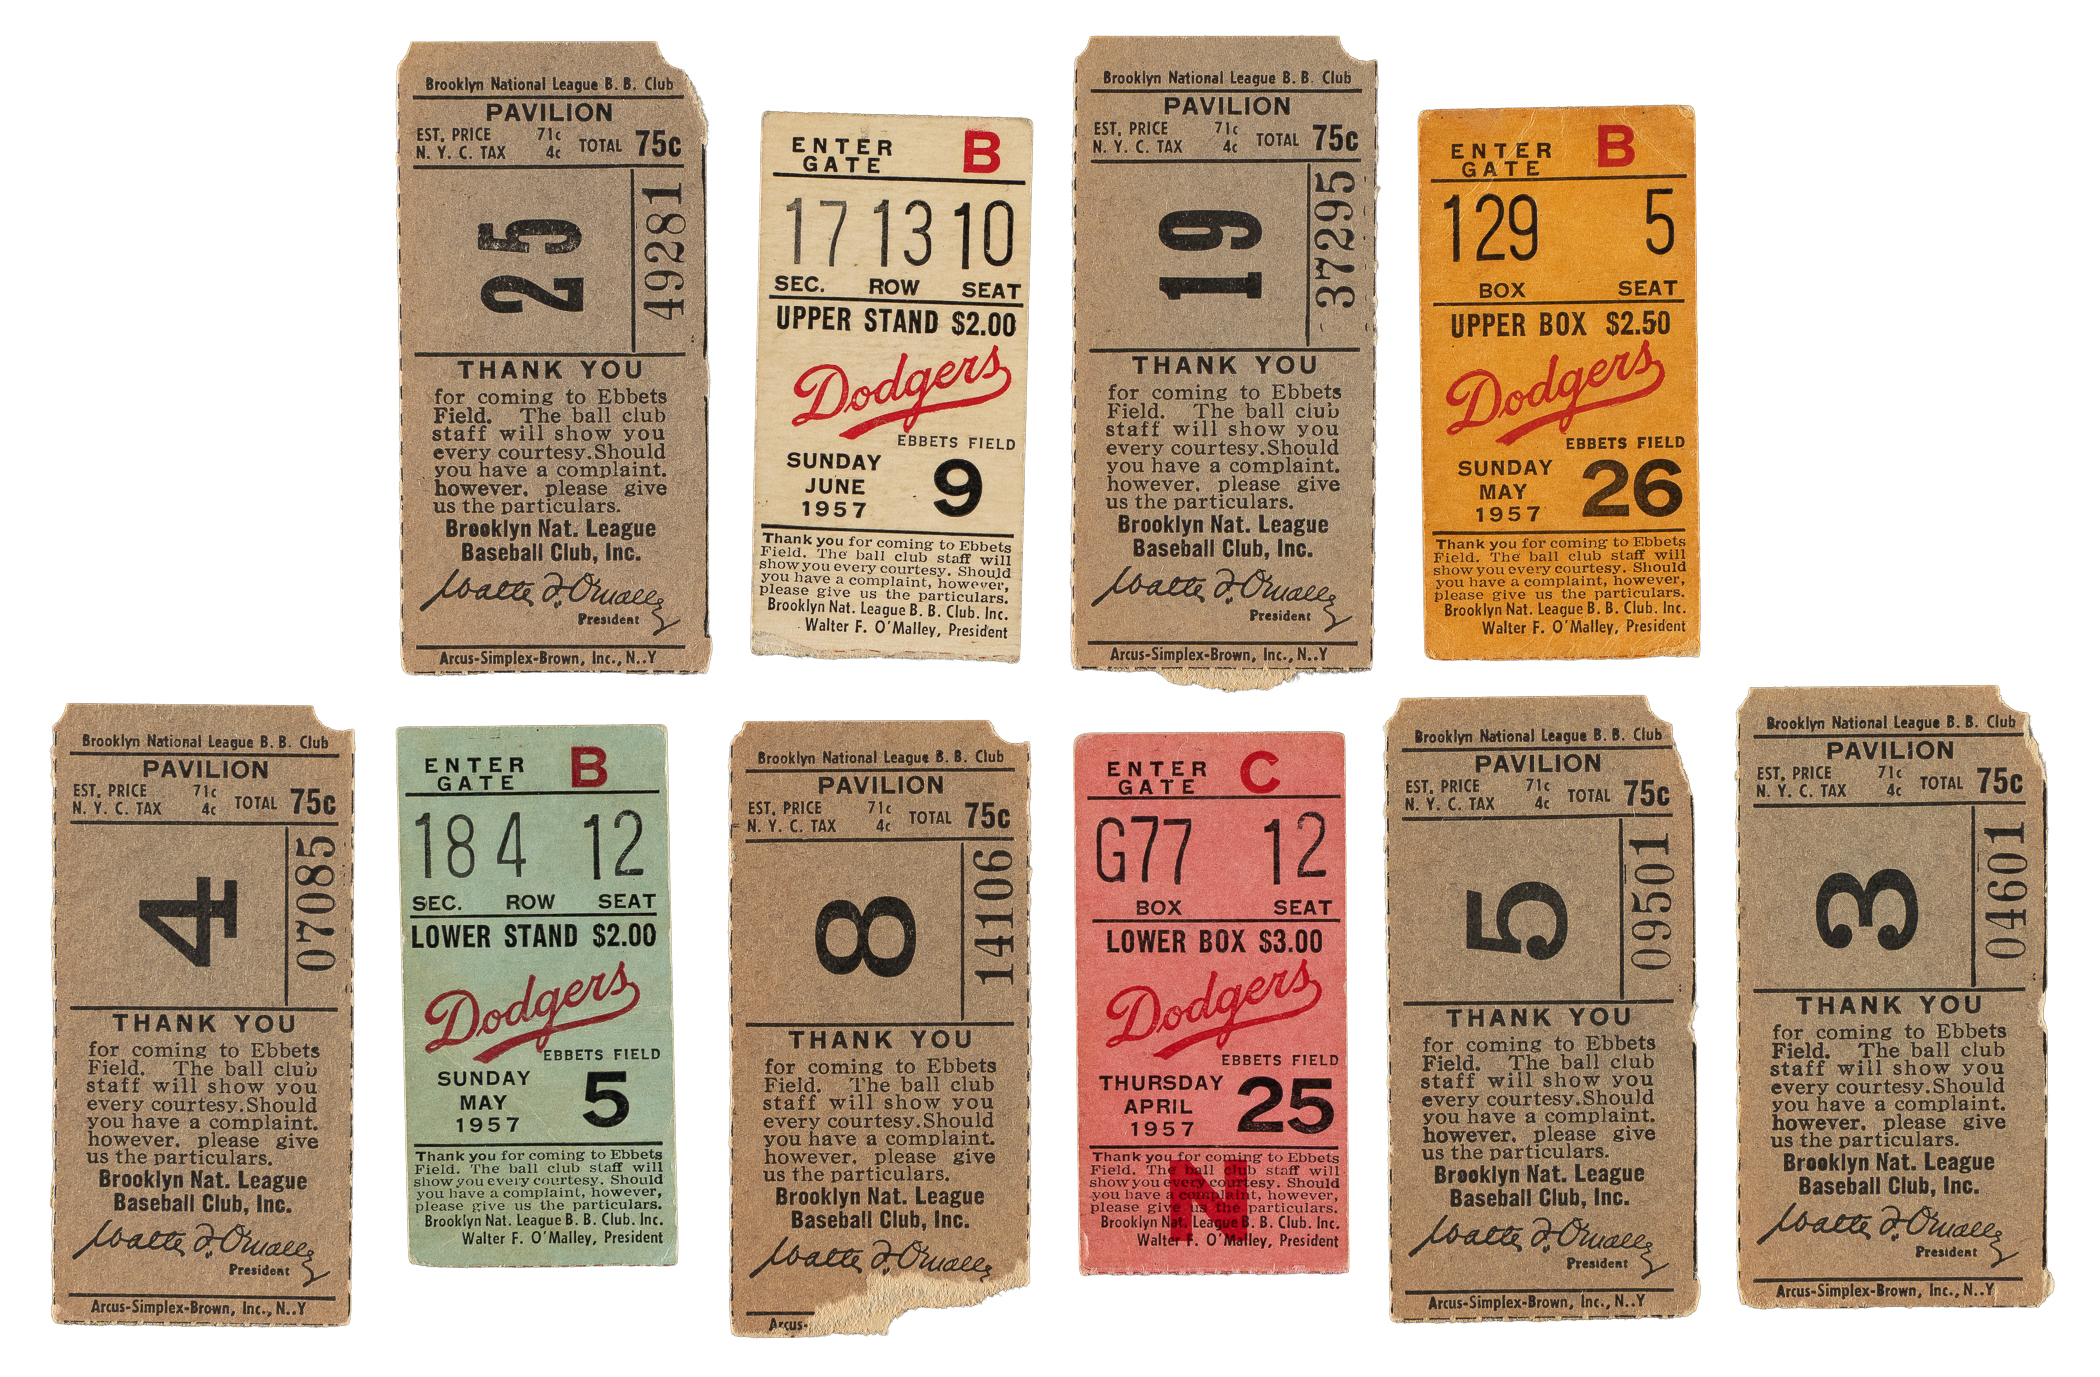 Brooklyn National League B. B. Club
PAVILION
EST. PRICE 71c
N. Y. C. TAX 4c TOTAL 75c
25
49281
THANK YOU
for coming to Ebbets
Field. The ball club
staff will show you
every courtesy. Should
you have a complaint.
however, please give
us the particulars.
Brooklyn Nat. League
Baseball Club, Inc.
Walter F. O'Malley
President
Arcus-Simplex-Brown, Inc., N..Y
ENTER
GATE B
17 13 10
SEC. ROW SEAT
UPPER STAND $2.00
Dodgers
EBBETS FIELD
SUNDAY
JUNE 9
1957
Thank you for coming to Ebbets
Field. The ball club staff will
show you every courtesy. Should
you have a complaint, however,
please give us the particulars.
Brooklyn Nat. League B. B. Club. Inc.
Walter F. O'Malley, President
Brooklyn National League B. B. Club
PAVILION
EST. PRICE 71c
N. Y. C. TAX 4c TOTAL 75c
19
37295
THANK YOU
for coming to Ebbets
Field. The ball club
staff will show you
every courtesy. Should
you have a complaint.
however, please give
us the particulars.
Brooklyn Nat. League
Baseball Club, Inc.
Walter F. O'Malley
President
Arcus-Simplex-Brown, Inc., N..Y
ENTER
GATE B
129 5
BOX SEAT
UPPER BOX $2.50
Dodgers
EBBETS FIELD
SUNDAY
MAY 26
1957
Thank you for coming to Ebbets
Field. The ball club staff will
show you every courtesy. Should
you have a complaint, however,
please give us the particulars.
Brooklyn Nat. League B. B. Club. Inc.
Walter F. O'Malley, President
Brooklyn National League B. B. Club
PAVILION
EST. PRICE 71c
N. Y. C. TAX 4c TOTAL 75c
4
07085
THANK YOU
for coming to Ebbets
Field. The ball club
staff will show you
every courtesy. Should
you have a complaint.
however, please give
us the particulars.
Brooklyn Nat. League
Baseball Club, Inc.
Walter F. O'Malley
President
Arcus-Simplex-Brown, Inc., N..Y
ENTER
GATE B
18 4 12
SEC. ROW SEAT
LOWER STAND $2.00
Dodgers
EBBETS FIELD
SUNDAY
MAY 5
1957
Thank you for coming to Ebbets
Field. The ball club staff will
show you every courtesy. Should
you have a complaint, however,
please give us the particulars.
Brooklyn Nat. League B. B. Club. Inc.
Walter F. O'Malley, President
Brooklyn National League B. B. Club
PAVILION
EST. PRICE 71c
N. Y. C. TAX 4c TOTAL 75c
8
14106
THANK YOU
for coming to Ebbets
Field. The ball club
staff will show you
every courtesy. Should
you have a complaint.
however, please give
us the particulars.
Brooklyn Nat. League
Baseball Club, Inc.
Walter F. O'Malley
Arcus-
ENTER
GATE C
G77 12
BOX SEAT
LOWER BOX $3.00
Dodgers
EBBETS FIELD
THURSDAY
APRIL 25
1957
Thank you for coming to Ebbets
Field. The ball club staff will
show you every courtesy. Should
you have a complaint, however,
please give us the particulars.
Brooklyn Nat. League B. B. Club. Inc.
Walter F. O'Malley, President
N
Brooklyn National League B. B. Club
PAVILION
EST. PRICE 71c
N. Y. C. TAX 4c TOTAL 75c
5
09501
THANK YOU
for coming to Ebbets
Field. The ball club
staff will show you
every courtesy. Should
you have a complaint.
however, please give
us the particulars.
Brooklyn Nat. League
Baseball Club, Inc.
Walter F. O'Malley
President
Arcus-Simplex-Brown, Inc., N..Y
Brooklyn National League B. B. Club
PAVILION
EST. PRICE 71c
N. Y. C. TAX 4c TOTAL 75c
3
04601
THANK YOU
for coming to Ebbets
Field. The ball club
staff will show you
every courtesy. Should
you have a complaint.
however, please give
us the particulars.
Brooklyn Nat. League
Baseball Club, Inc.
Walter F. O'Malley
President
Arcus-Simplex-Brown, Inc., N..Y